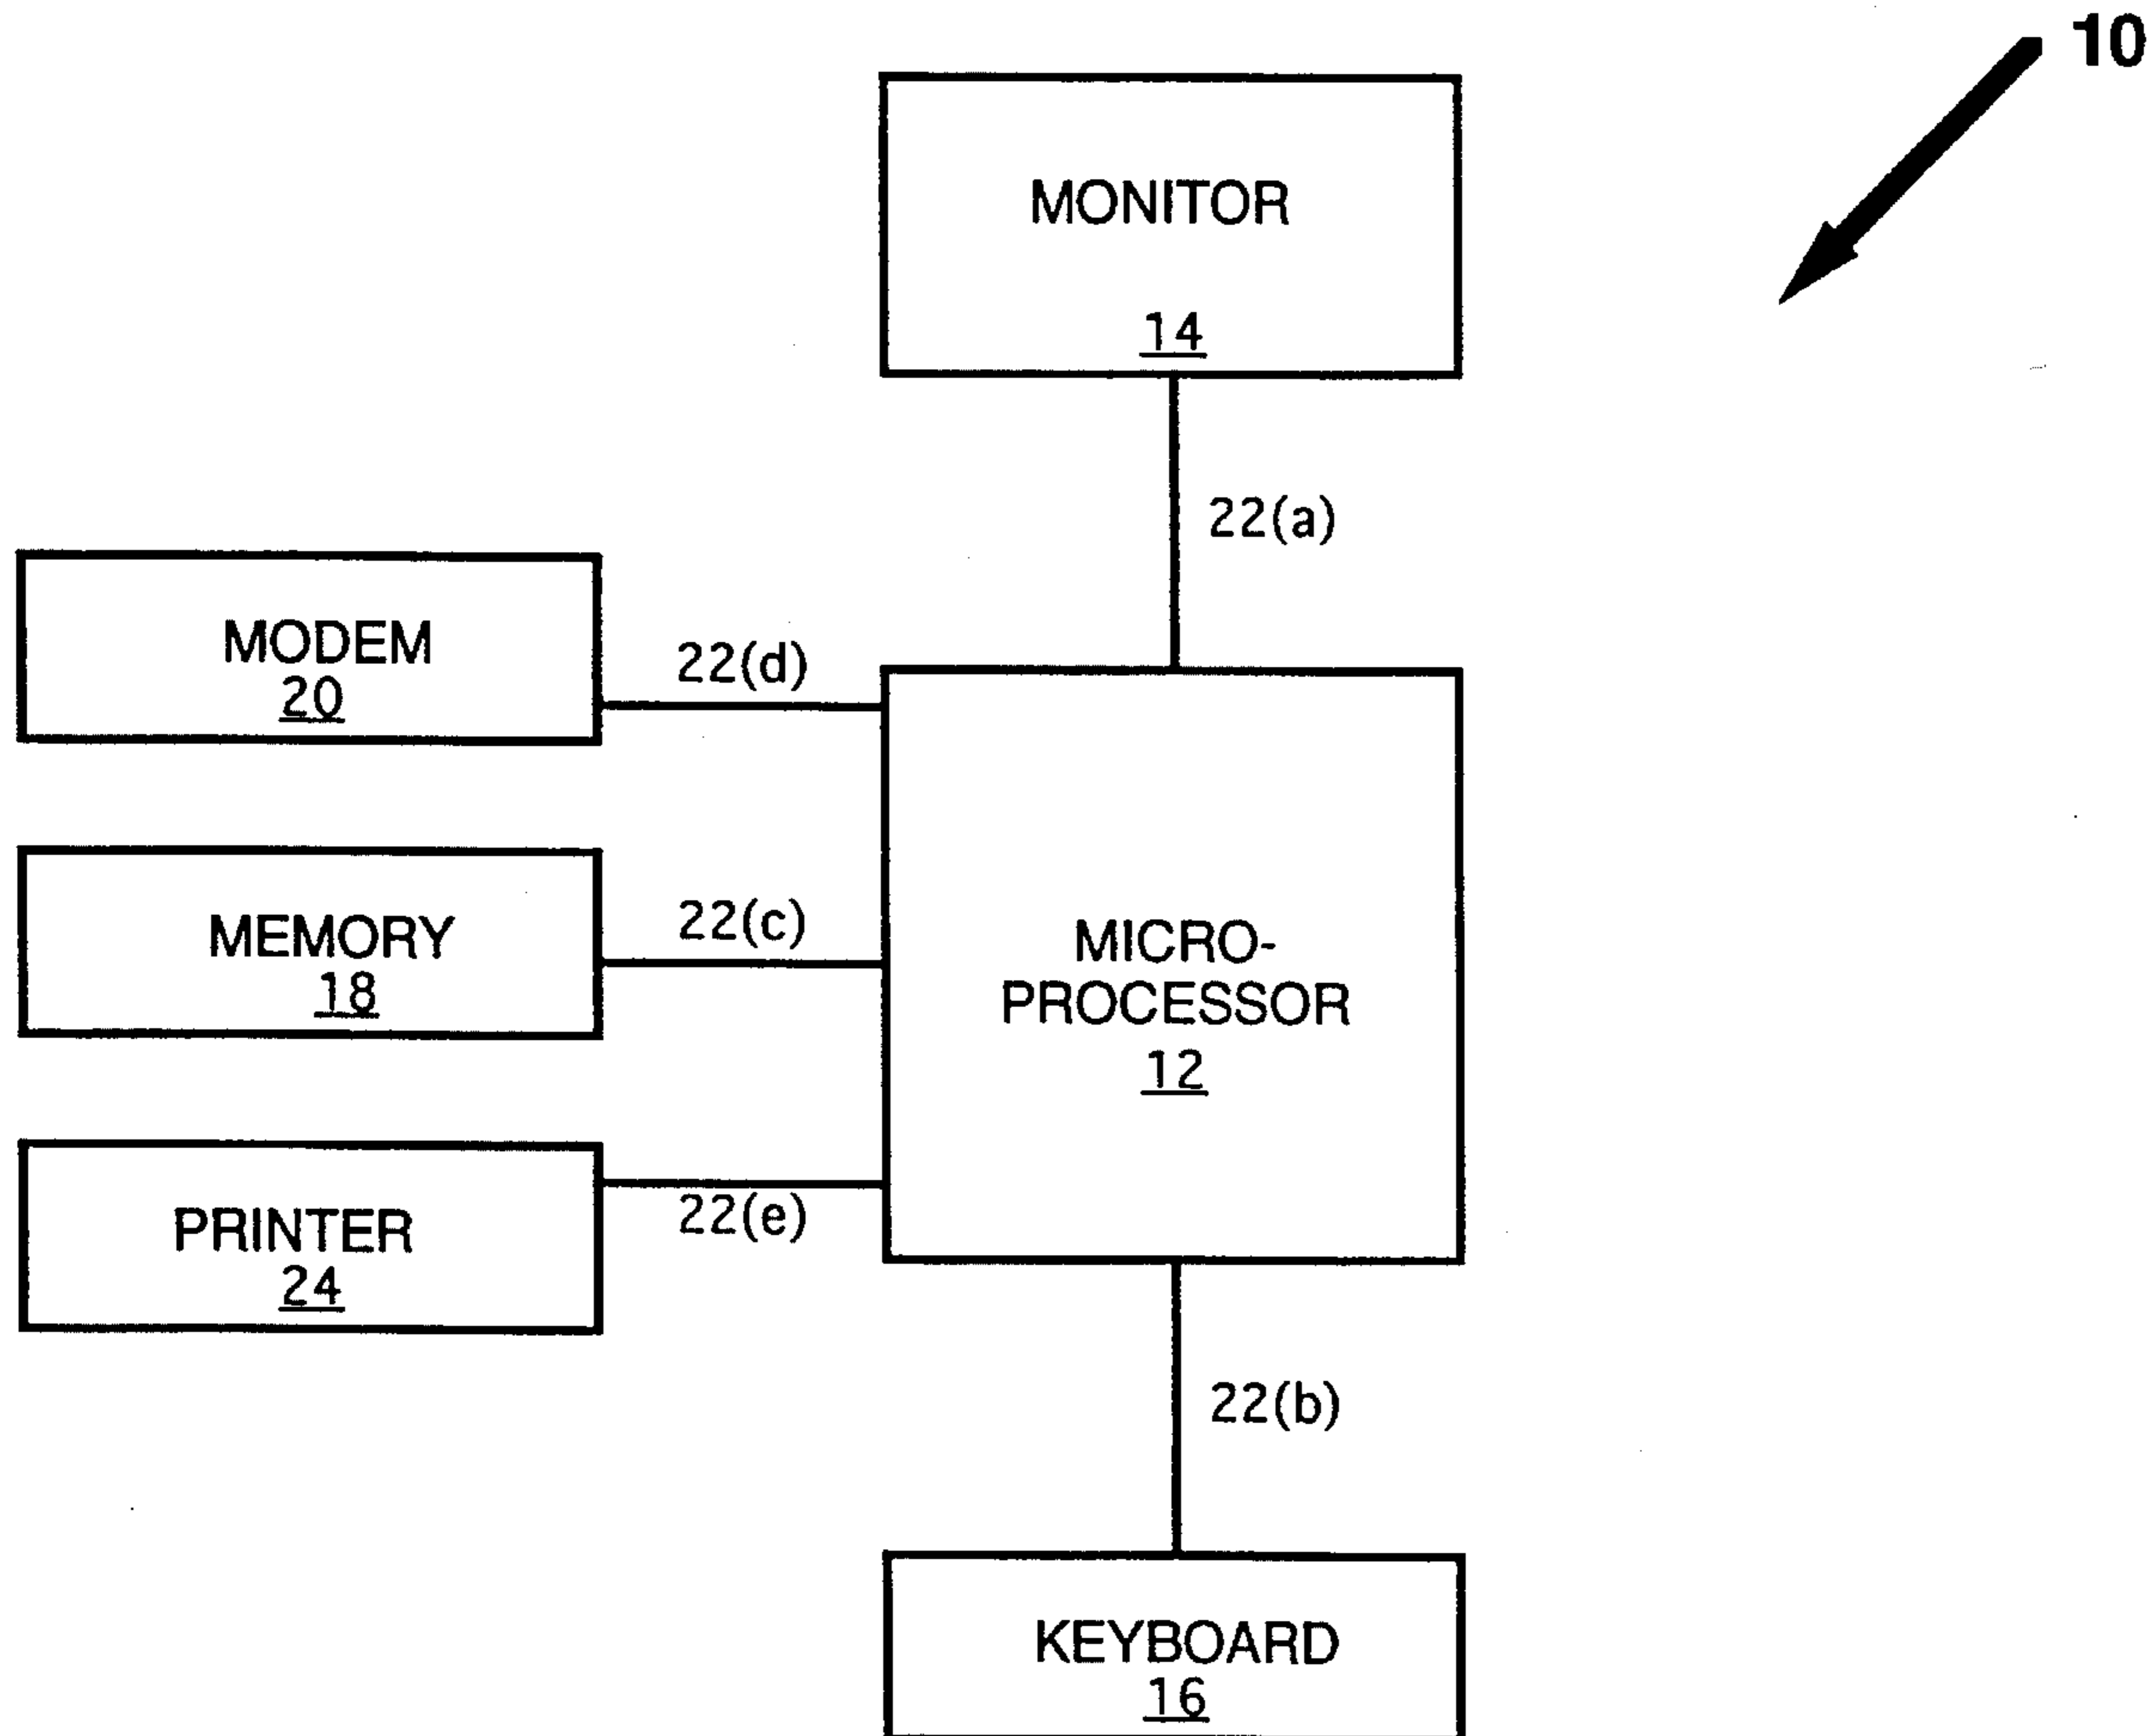 10
MONITOR
14
22(a)
MODEM
20
22(d)
MEMORY
18
22(c)
MICRO-
PROCESSOR
12
PRINTER
24
22(e)
22(b)
KEYBOARD
16